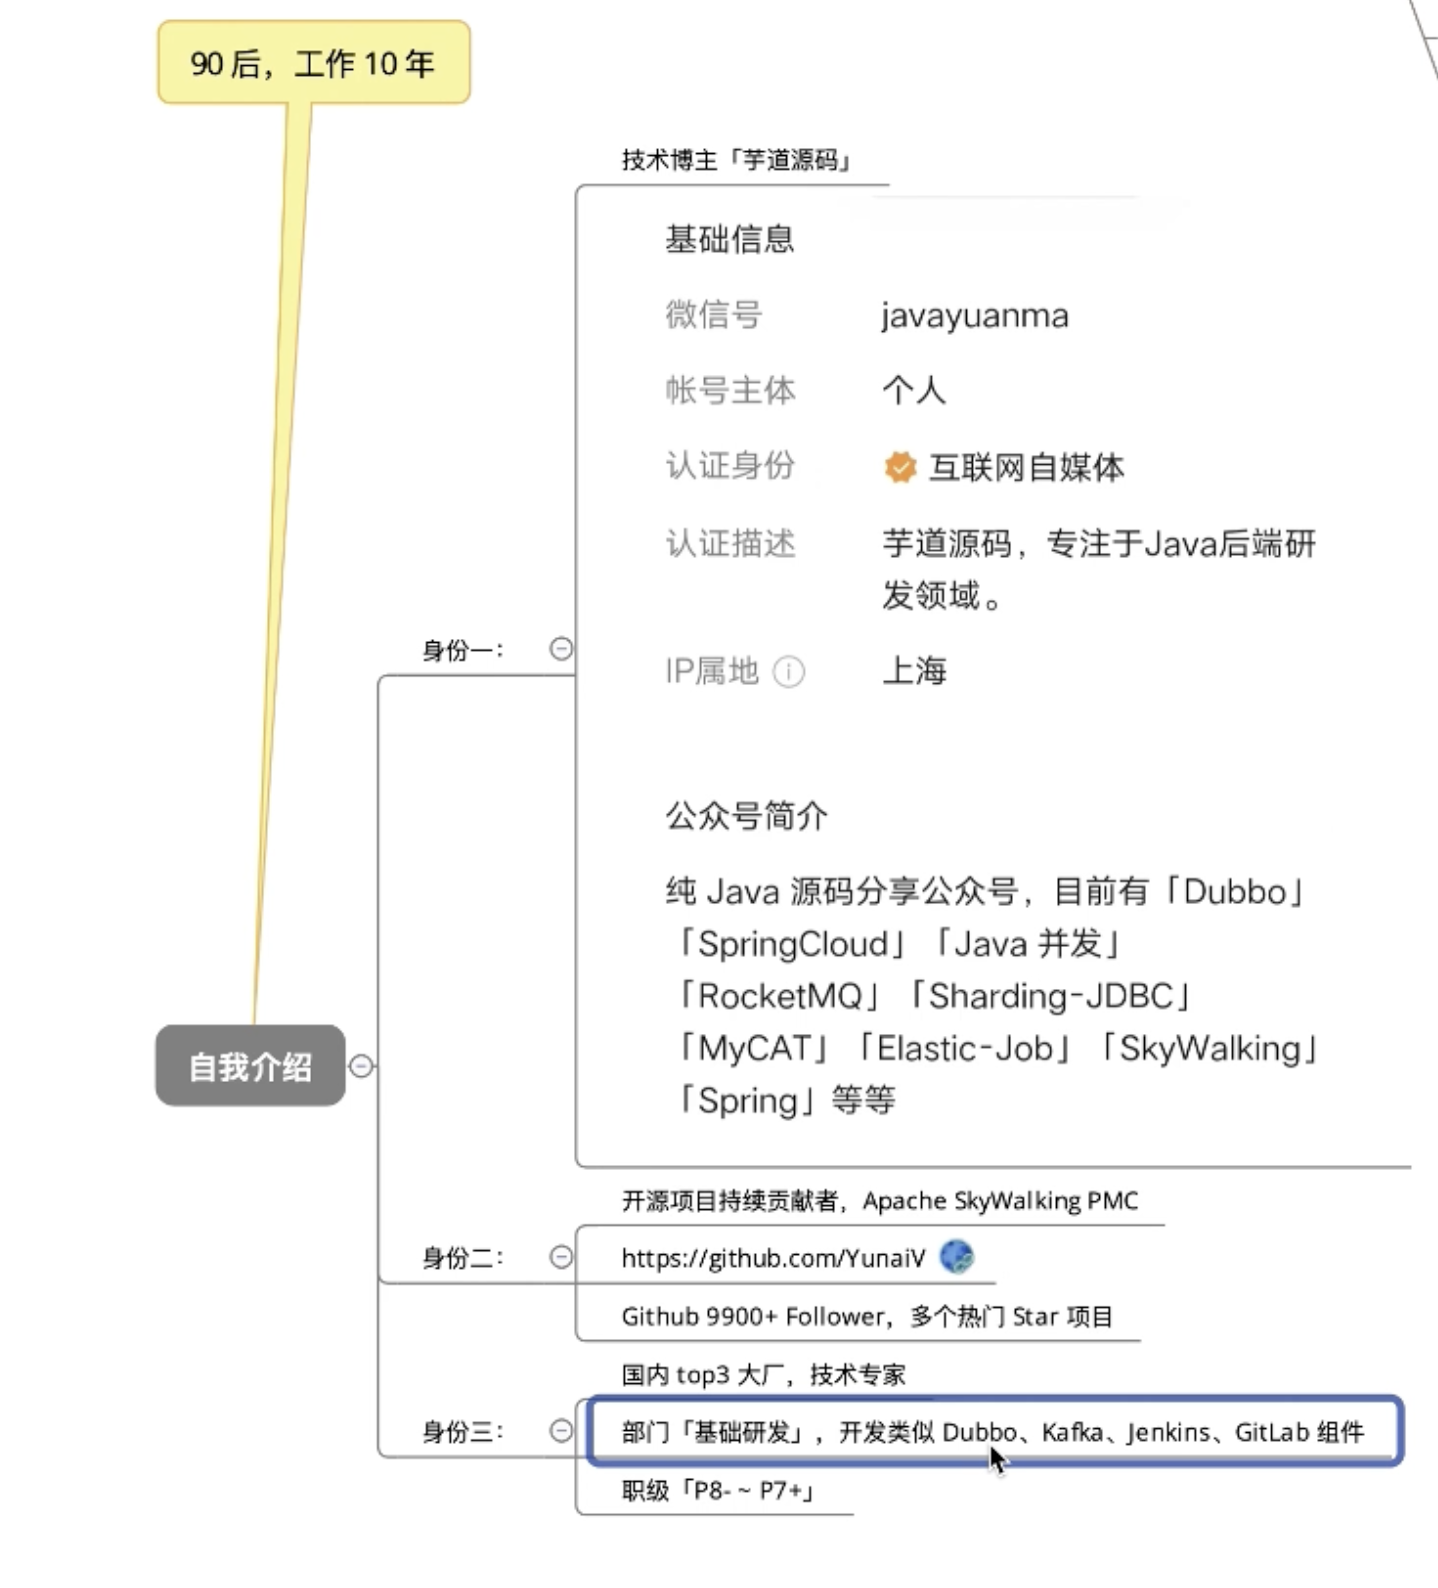 90 后，工作 10 年
技术博主「芋道源码」
基础信息
微信号 javayuanma
帐号主体 个人
认证身份 互联网自媒体
认证描述 芋道源码，专注于Java后端研
发领域。
身份一：
IP属地 上海
公众号简介
纯 Java 源码分享公众号，目前有「Dubbo」
「SpringCloud」「Java 并发」
「RocketMQ」「Sharding-JDBC」
「MyCAT」「Elastic-Job」「SkyWalking」
「Spring」等等
自我介绍
开源项目持续贡献者，Apache SkyWalking PMC
身份二：
https://github.com/YunaiV
Github 9900+ Follower，多个热门 Star 项目
国内 top3 大厂，技术专家
身份三：
部门「基础研发」，开发类似 Dubbo、Kafka、Jenkins、GitLab 组件
职级「P8- ~ P7+」